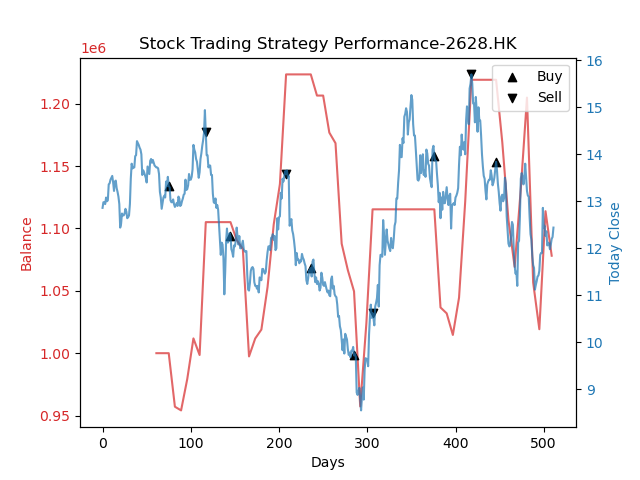 Stock Trading Strategy Performance-2628.HK
1e6
Buy
Sell
1.20
1.15
1.10
1.05
1.00
0.95
Balance
16
15
14
13
12
11
10
9
Today Close
0 100 200 300 400 500
Days